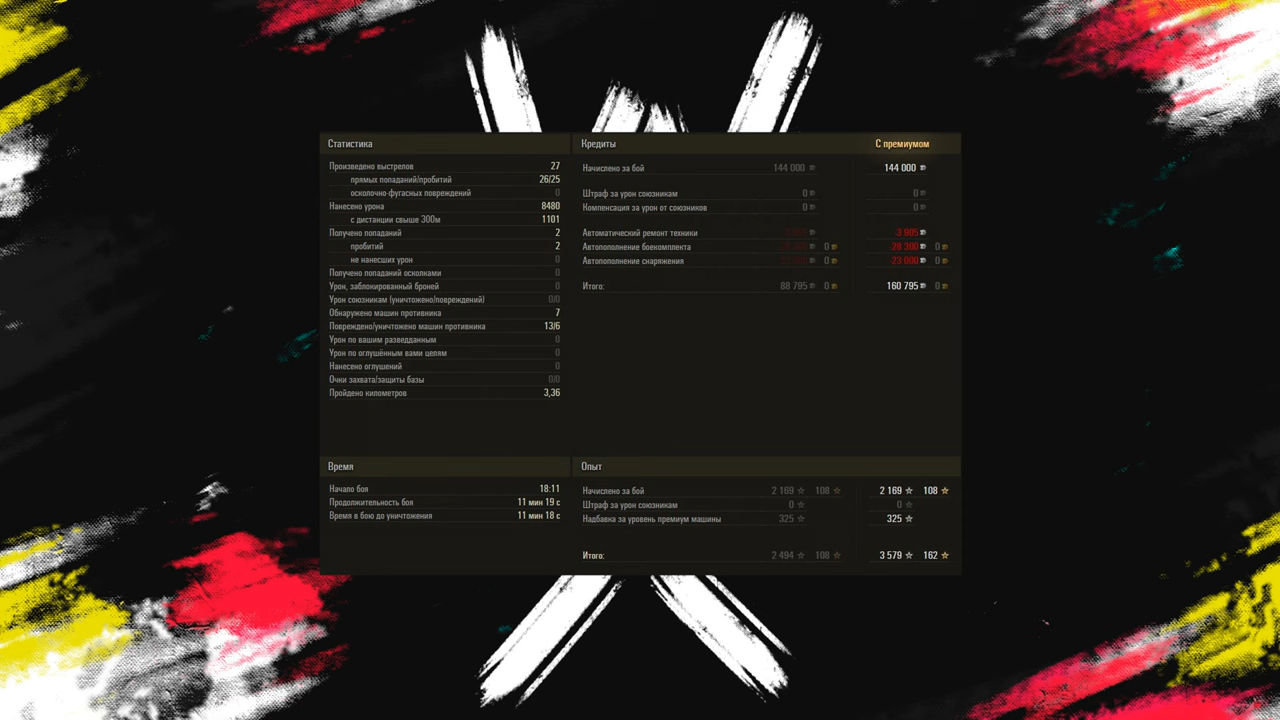 Статистика
Произведено выстрелов 27
прямых попаданий/пробитий 26/25
осколочно-фугасных повреждений 0
Нанесено урона 8480
с дистанции свыше 300м 1101
Получено попаданий 2
пробитий 2
не нанесших урон 0
Получено попаданий осколками 0
Урон, заблокированный броней 0
Урон союзникам (уничтожено/повреждений) 0/0
Обнаружено машин противника 7
Повреждено/уничтожено машин противника 13/6
Урон по вашим разведданным 0
Урон по оглушённым вами целям 0
Нанесено оглушений 0
Очки захвата/защиты базы 0/0
Пройдено километров 3,36
Кредиты С премиумом
Начислено за бой 144 000 144 000
Штраф за урон союзникам 0 0
Компенсация за урон от союзников 0 0
Автоматический ремонт техники -3 905
Автопополнение боекомплекта 0 -28 300 0
Автопополнение снаряжения 0 -23 000 0
Итого: 88 795 0 160 795 0
Время
Начало боя 18:11
Продолжительность боя 11 мин 19 с
Время в бою до уничтожения 11 мин 18 с
Опыт
Начислено за бой 2 169 108 2 169 108
Штраф за урон союзникам 0 0
Надбавка за уровень премиум машины 325 325
Итого: 2 494 108 3 579 162